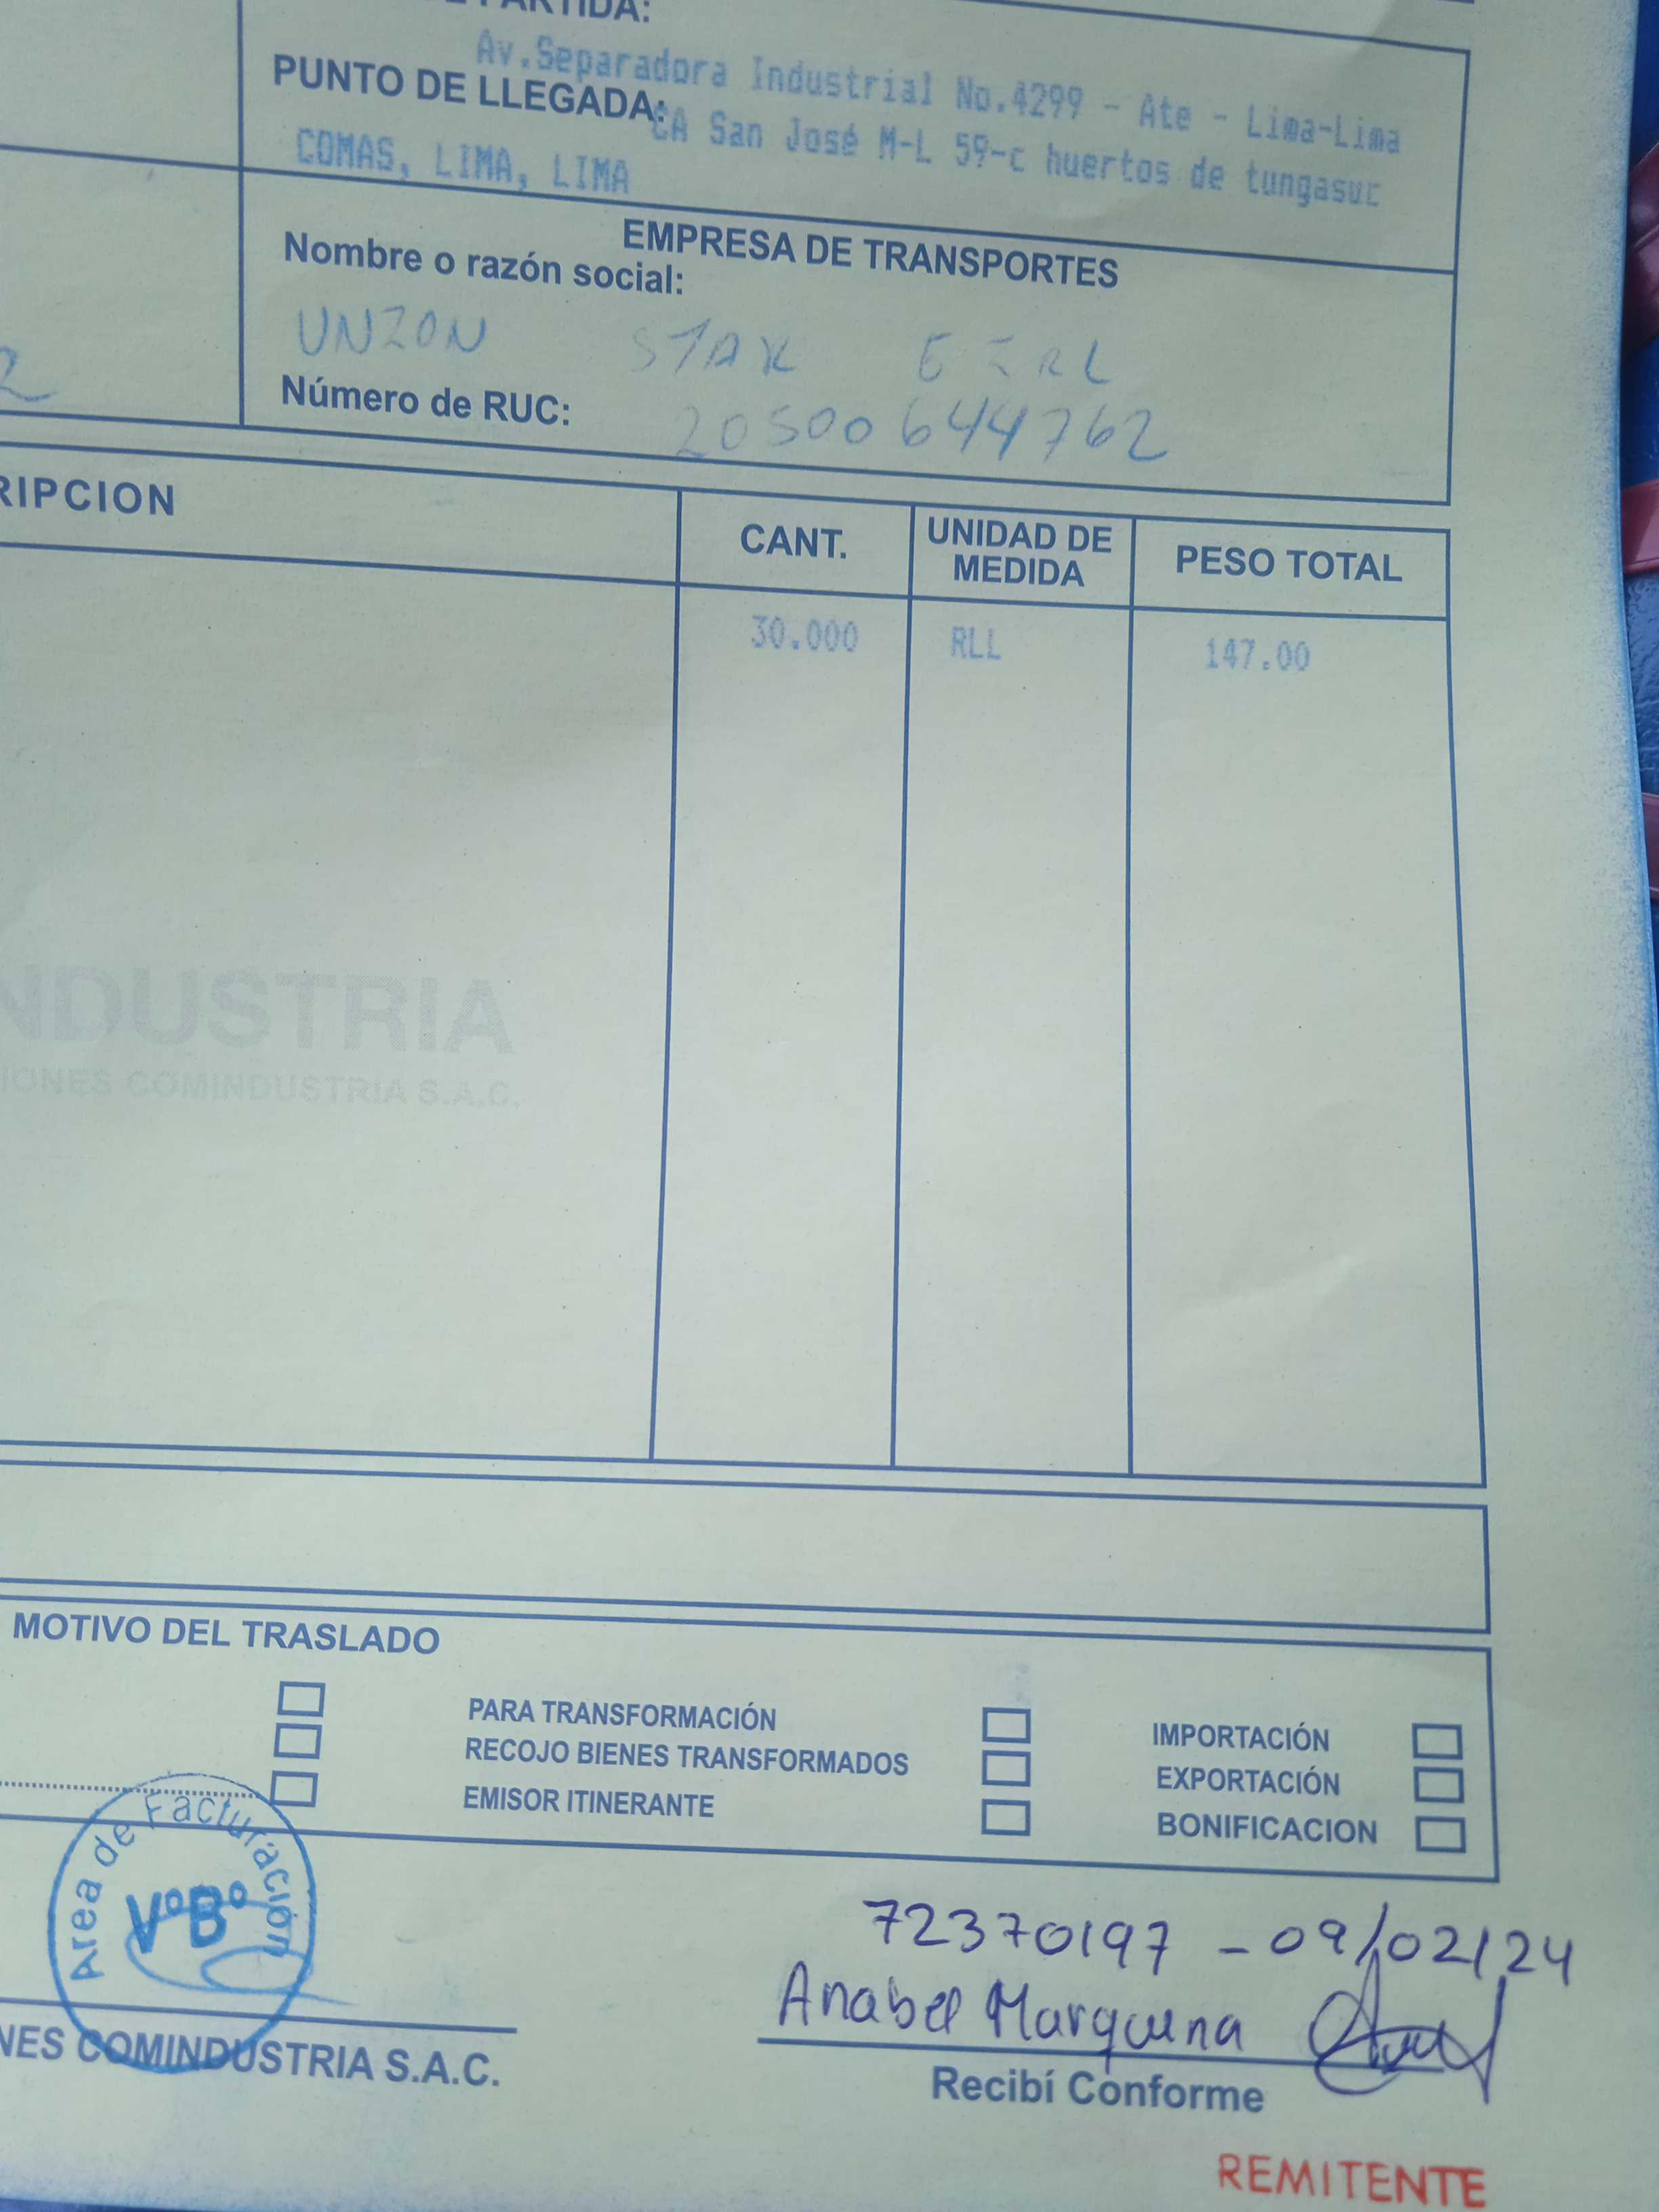 PARTIDA:
Av.Separadora Industrial No.4299 - Ate - Lima-Lima
PUNTO DE LLEGADA:
CA San José M-L 59-c huertos de tungasuc
COMAS, LIMA, LIMA
EMPRESA DE TRANSPORTES
Nombre o razón social:
UNZON STAR EIRL
Número de RUC: 20500644762
2
RIPCION
CANT.
UNIDAD DE
MEDIDA
PESO TOTAL
30.000 RLL 147.00
NDUSTRIA
IONES COMINDUSTRIA S.A.C.
MOTIVO DEL TRASLADO
PARA TRANSFORMACIÓN
RECOJO BIENES TRANSFORMADOS
EMISOR ITINERANTE
IMPORTACIÓN
EXPORTACIÓN
BONIFICACION
Area de Facturación
VºBº
NES COMINDUSTRIA S.A.C.
72370197 - 09/02/24
Anabel Marquina
Recibí Conforme
REMITENTE